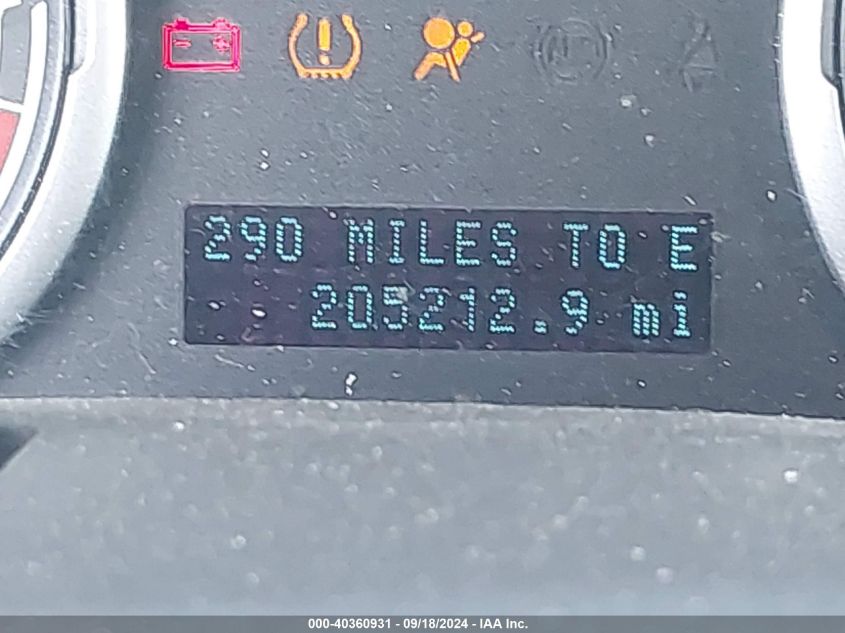 290 MILES TO E
205212.9 mi
000-40360931 - 09/18/2024 - IAA Inc.